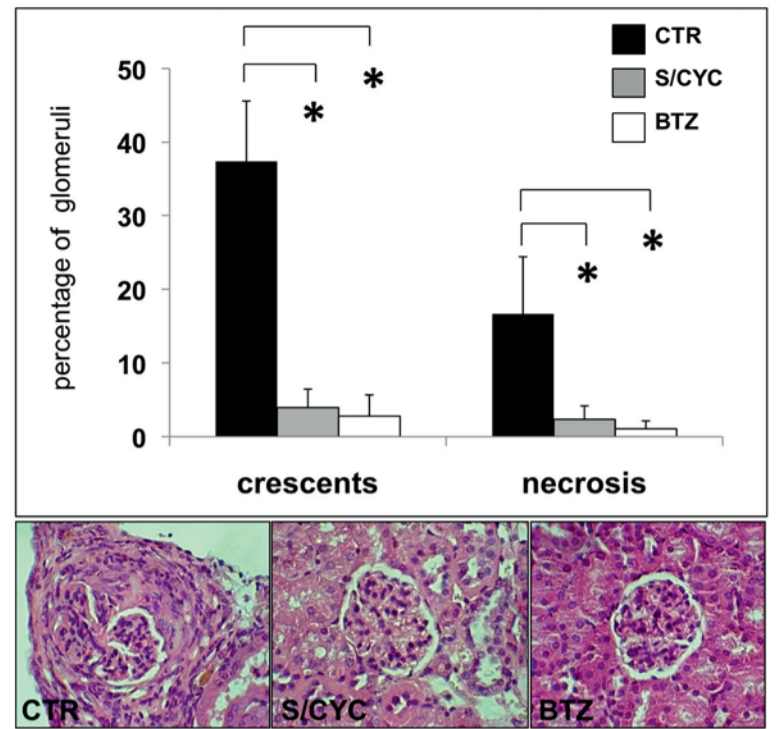 CTR
S/CYC
BTZ
percentage of glomeruli
50
40
30
20
10
0
*
*
*
*
crescents
necrosis
CTR
S/CYC
BTZ